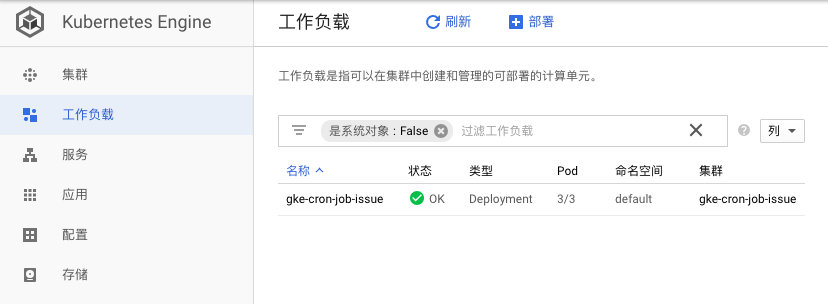 Kubernetes Engine
工作负载
刷新
部署
集群
工作负载
服务
应用
配置
存储
工作负载是指可以在集群中创建和管理的可部署的计算单元。
是系统对象 : False
过滤工作负载
列
名称 状态 类型 Pod 命名空间 集群
gke-cron-job-issue OK Deployment 3/3 default gke-cron-job-issue